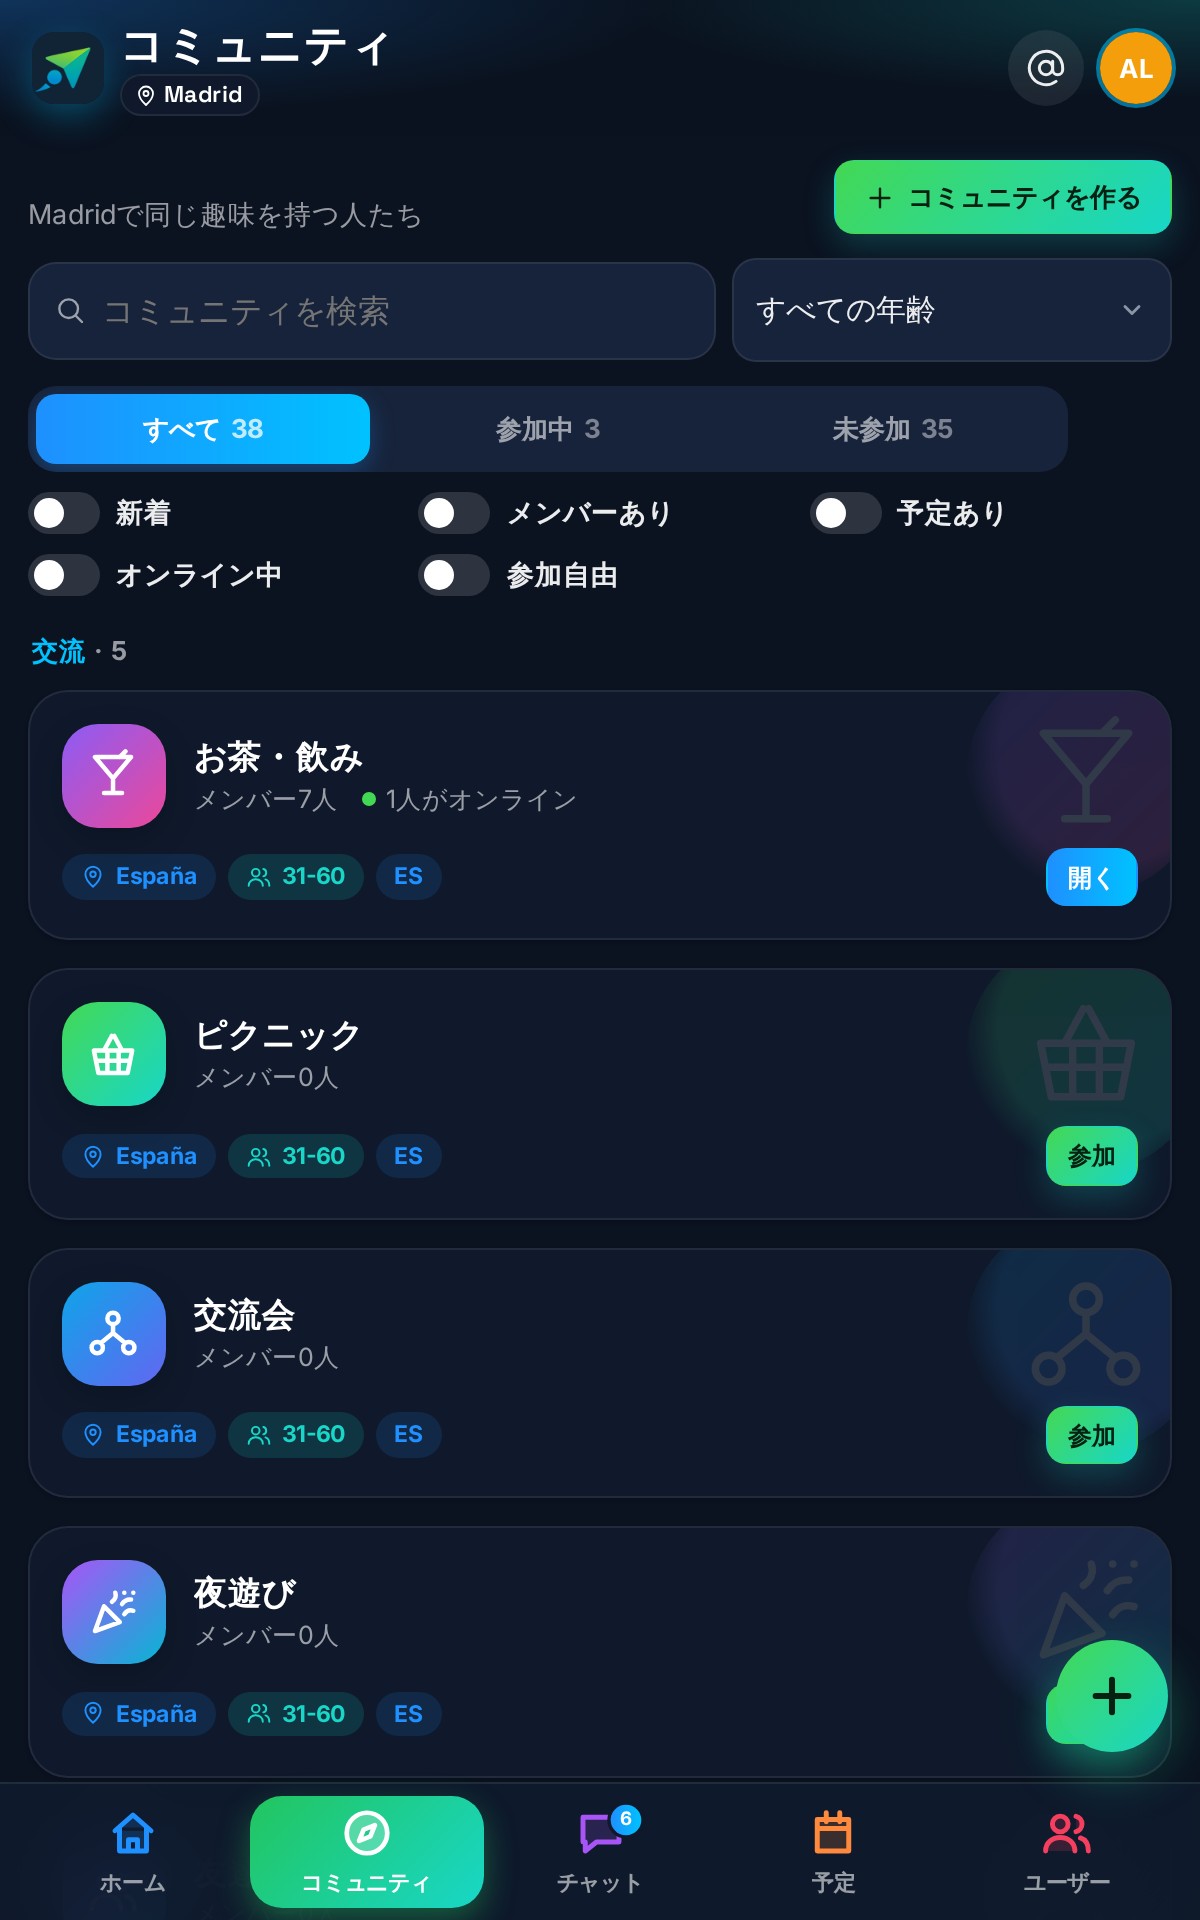 コミュニティ
Madrid
AL
Madridで同じ趣味を持つ人たち
コミュニティを作る
コミュニティを検索
すべての年齢
すべて 38
参加中 3
未参加 35
新着
メンバーあり
予定あり
オンライン中
参加自由
交流 · 5
お茶・飲み
メンバー7人 1人がオンライン
España 31-60 ES
開く
ピクニック
メンバー0人
España 31-60 ES
参加
交流会
メンバー0人
España 31-60 ES
参加
夜遊び
メンバー0人
España 31-60 ES
6
ホーム
コミュニティ
チャット
予定
ユーザー